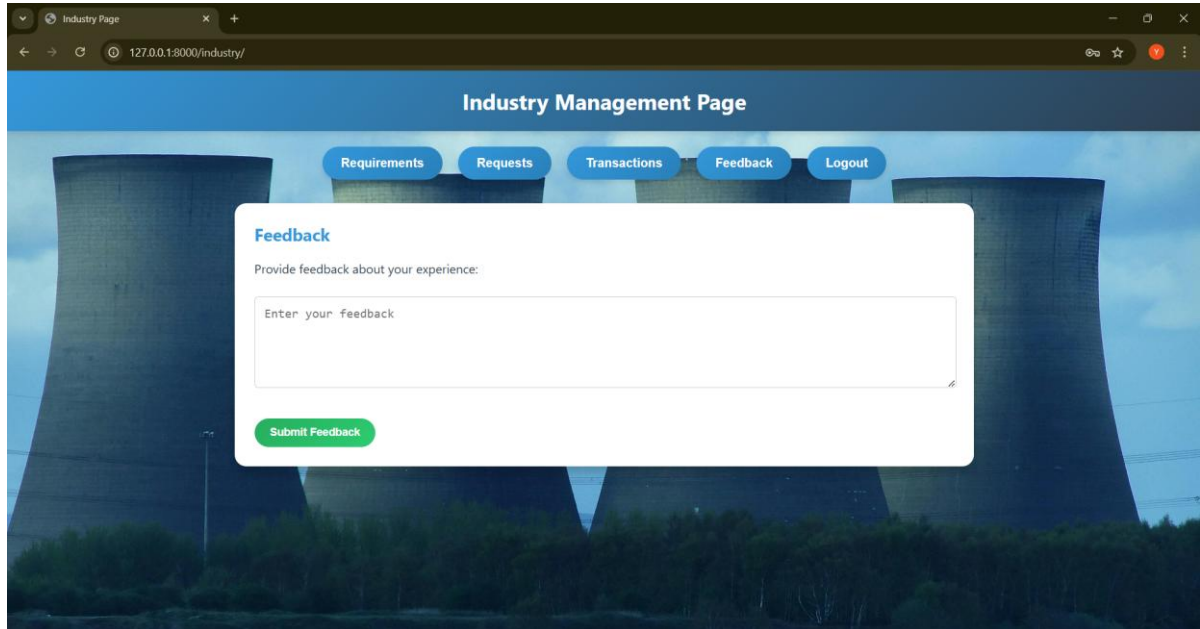 Industry Page
127.0.0.1:8000/industry/
Y
Industry Management Page
Requirements Requests Transactions Feedback Logout
Feedback
Provide feedback about your experience:
Enter your feedback
Submit Feedback